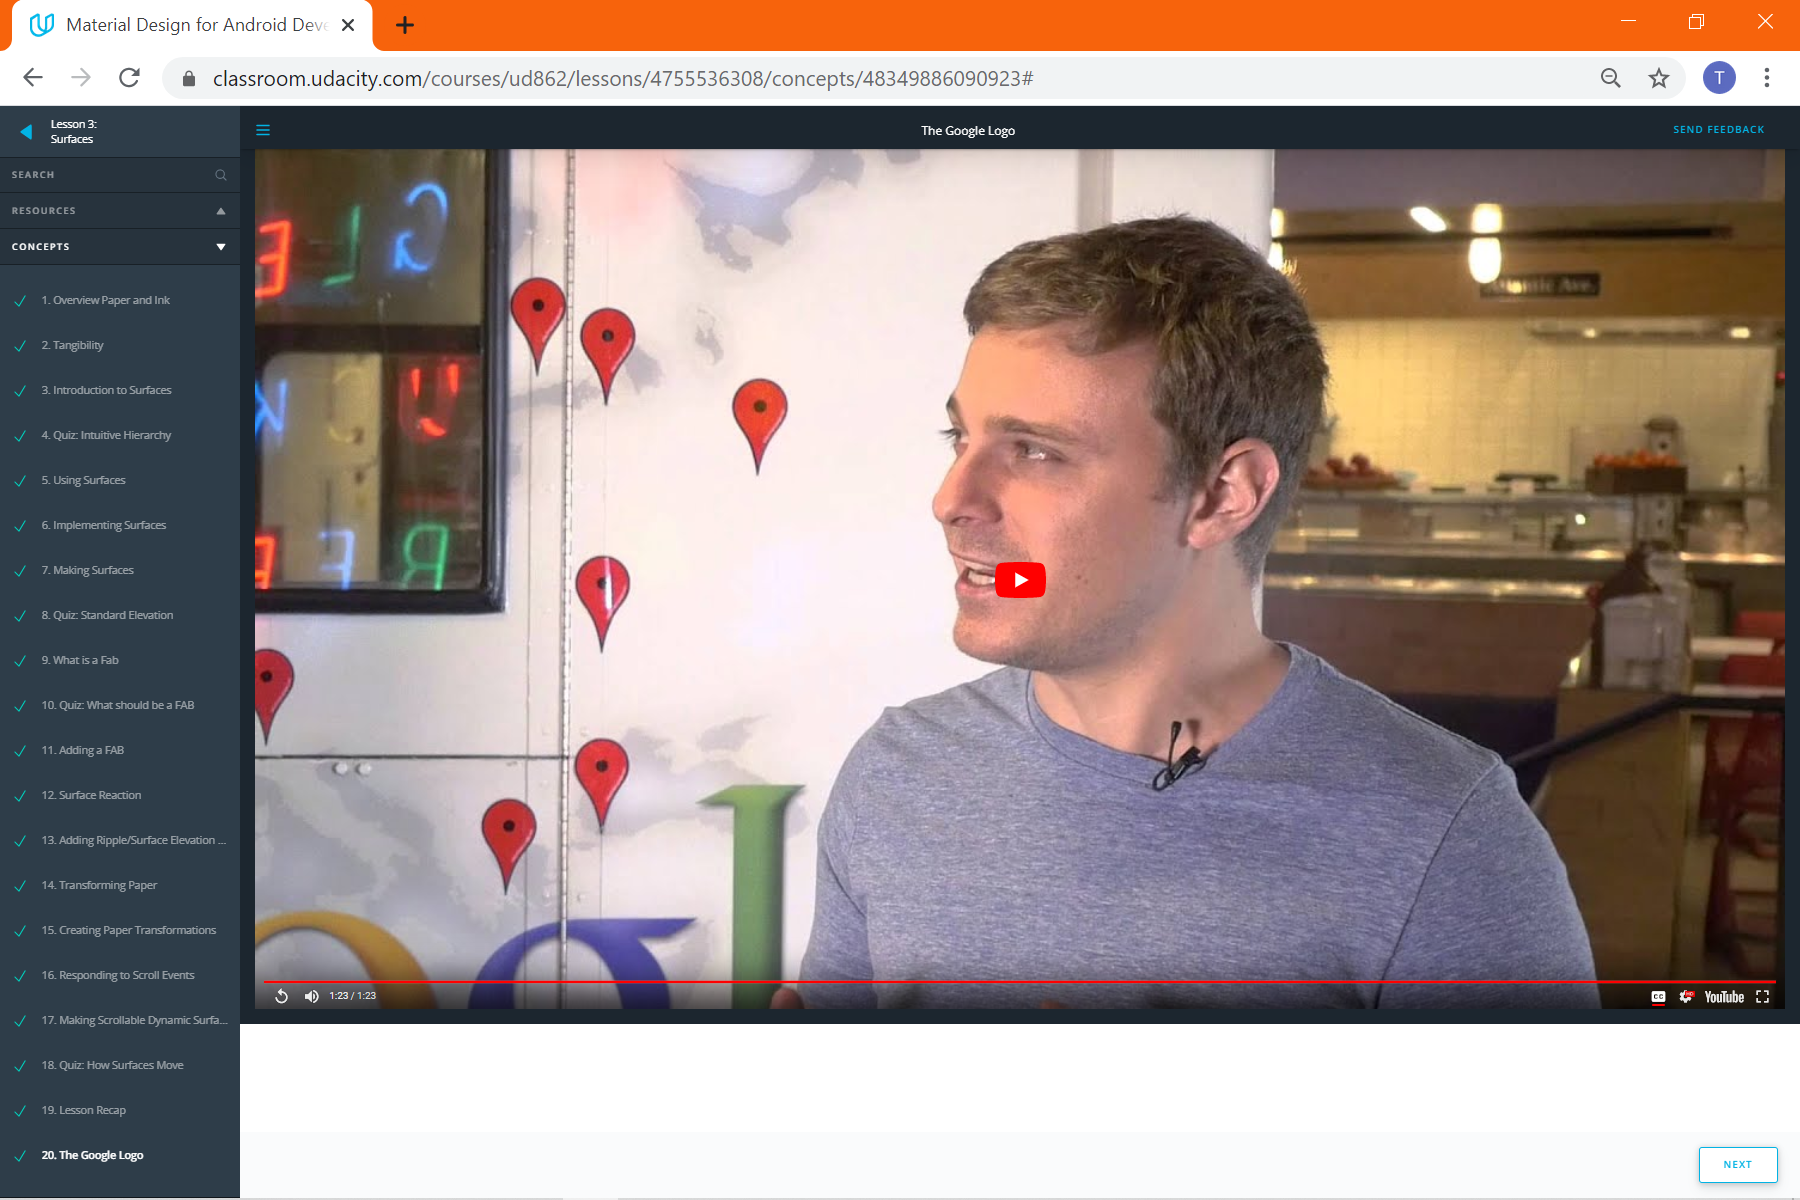 Material Design for Android Deve
classroom.udacity.com/courses/ud862/lessons/4755536308/concepts/48349886090923#
T
Lesson 3:
Surfaces
The Google Logo
SEND FEEDBACK
SEARCH
RESOURCES
CONCEPTS
1. Overview Paper and Ink
2. Tangibility
3. Introduction to Surfaces
4. Quiz: Intuitive Hierarchy
5. Using Surfaces
6. Implementing Surfaces
7. Making Surfaces
8. Quiz: Standard Elevation
9. What is a Fab
10. Quiz: What should be a FAB
11. Adding a FAB
12. Surface Reaction
13. Adding Ripple/Surface Elevation ...
14. Transforming Paper
15. Creating Paper Transformations
16. Responding to Scroll Events
17. Making Scrollable Dynamic Surfa...
18. Quiz: How Surfaces Move
19. Lesson Recap
20. The Google Logo
Ave.
1:23 / 1:23
CC
HD
YouTube
NEXT